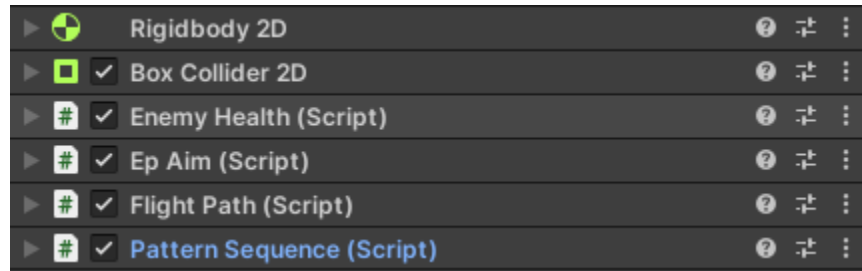 Rigidbody 2D
Box Collider 2D
# Enemy Health (Script)
# Ep Aim (Script)
# Flight Path (Script)
# Pattern Sequence (Script)